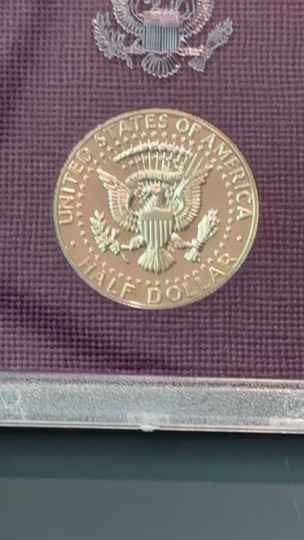 UNITED STATES OF AMERICA
HALF DOLLAR